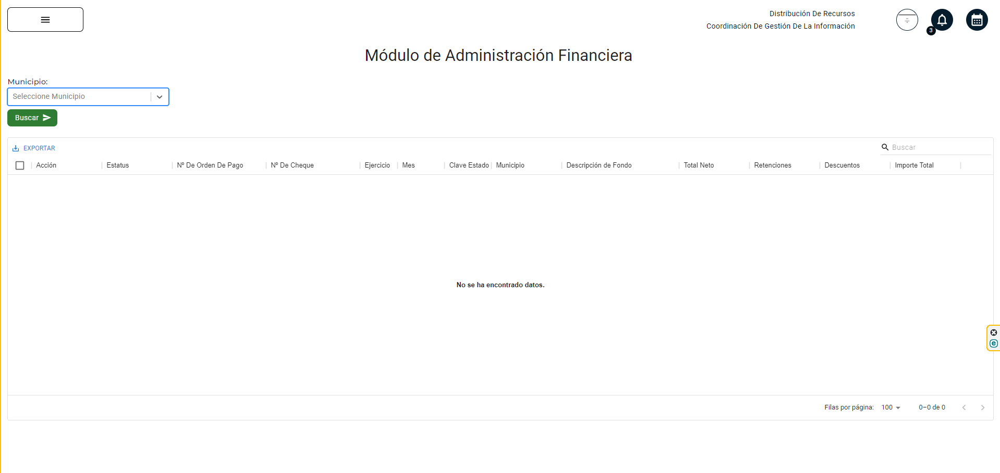 Distribución De Recursos
Coordinación De Gestión De La Información
3
Módulo de Administración Financiera
Municipio:
Seleccione Municipio
Buscar
EXPORTAR
Buscar
Acción Estatus Nº De Orden De Pago Nº De Cheque Ejercicio Mes Clave Estado Municipio Descripción de Fondo Total Neto Retenciones Descuentos Importe Total
No se ha encontrado datos.
Filas por página: 100 0–0 de 0